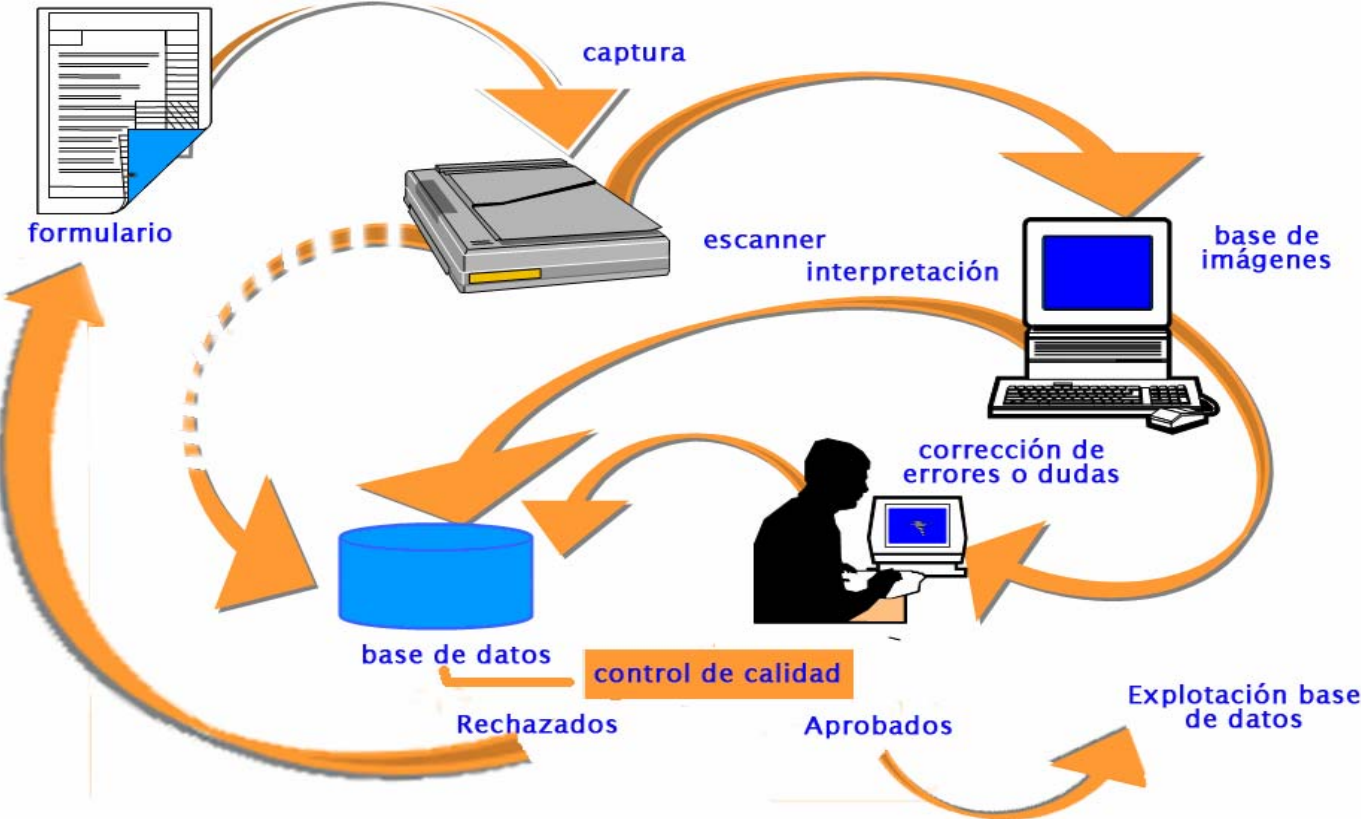 captura
formulario
escanner
interpretación
base de
imágenes
corrección de
errores o dudas
base de datos
control de calidad
Rechazados
Aprobados
Explotación base
de datos